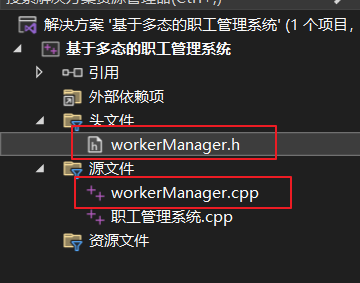 解决方案 '基于多态的职工管理系统' (1 个项目,
基于多态的职工管理系统
引用
外部依赖项
头文件
workerManager.h
源文件
workerManager.cpp
职工管理系统.cpp
资源文件